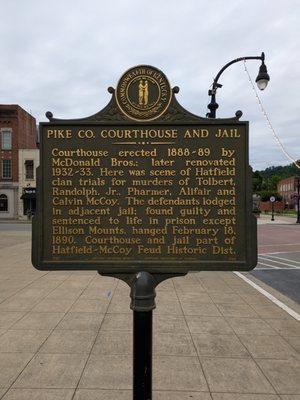 COMMONWEALTH OF KENTUCKY
PIKE CO. COURTHOUSE AND JAIL
Courthouse erected 1888-89 by
McDonald Bros.; later renovated
1932-33. Here was scene of Hatfield
clan trials for murders of Tolbert,
Randolph, Jr., Pharmer, Alifair and
Calvin McCoy. The defendants lodged
in adjacent jail; found guilty and
sentenced to life in prison except
Ellison Mounts, hanged February 18,
1890. Courthouse and jail part of
Hatfield-McCoy Feud Historic Dist.